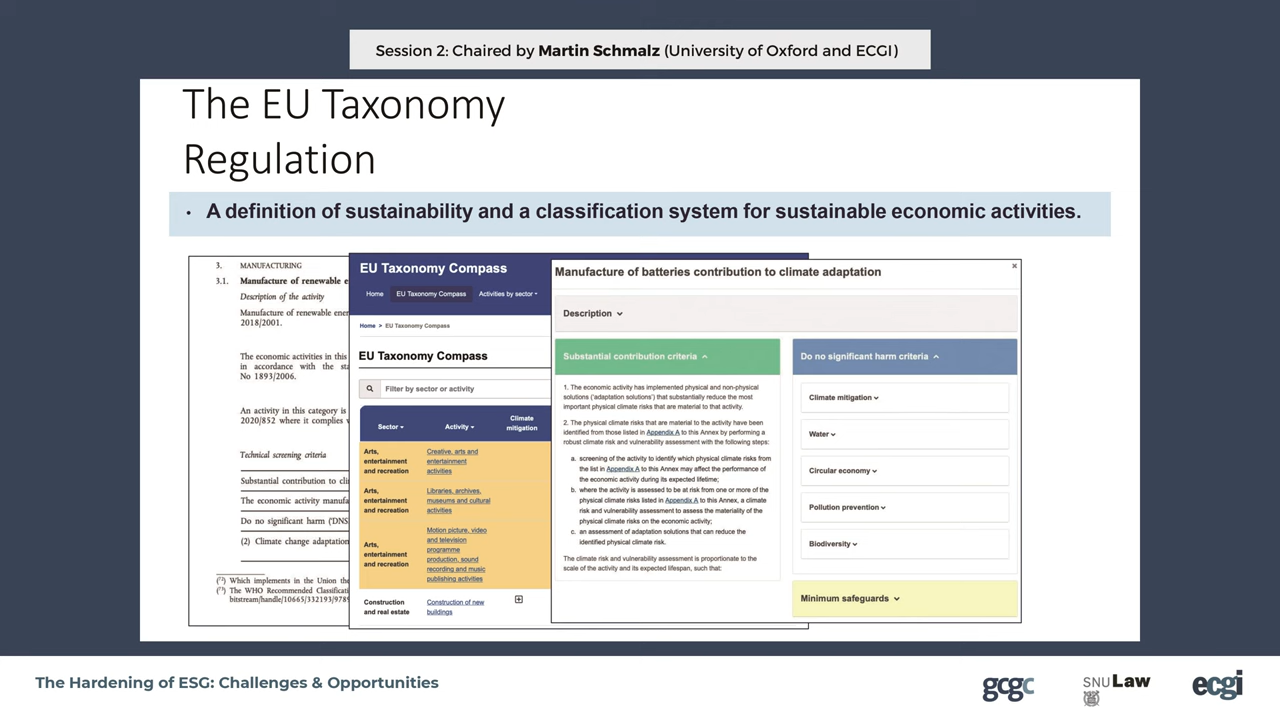 Session 2: Chaired by Martin Schmalz (University of Oxford and ECGI)
The EU Taxonomy
Regulation
• A definition of sustainability and a classification system for sustainable economic activities.
3. MANUFACTURING
3.1. Manufacture of renewable e
Description of the activity
Manufacture of renewable ener
2018/2001.
The economic activities in this
in accordance with the sta
No 1893/2006.
An activity in this category is
2020/852 where it complies
Technical screening criteria
Substantial contribution to cli
The economic activity manufa
Do no significant harm ('DNS
(2) Climate change adaptation
Which implements in the Union the
The WHO Recommended Classificati
bitstream/handle/10665/332193/9789
EU Taxonomy Compass
Home EU Taxonomy Compass Activities by sector
Home > EU Taxonomy Compass
EU Taxonomy Compass
Filter by sector or activity
Sector Activity Climate
mitigation
Arts,
entertainment
and recreation
Creative, arts and
entertainment
activities
Arts,
entertainment
and recreation
Libraries, archives,
museums and cultural
activities
Arts,
entertainment
and recreation
Motion picture, video
and television
programme
production, sound
recording and music
publishing activities
Construction
and real estate
Construction of new
buildings
Manufacture of batteries contribution to climate adaptation
Description
Substantial contribution criteria
1. The economic activity has implemented physical and non-physical
solutions ('adaptation solutions') that substantially reduce the most
important physical climate risks that are material to that activity.
2. The physical climate risks that are material to the activity have been
identified from those listed in Appendix A to this Annex by performing a
robust climate risk and vulnerability assessment with the following steps:
a. screening of the activity to identify which physical climate risks from
the list in Appendix A to this Annex may affect the performance of
the economic activity during its expected lifetime;
b. where the activity is assessed to be at risk from one or more of the
physical climate risks listed in Appendix A to this Annex, a climate
risk and vulnerability assessment to assess the materiality of the
physical climate risks on the economic activity;
c. an assessment of adaptation solutions that can reduce the
identified physical climate risk.
The climate risk and vulnerability assessment is proportionate to the
scale of the activity and its expected lifespan, such that:
Do no significant harm criteria
Climate mitigation
Water
Circular economy
Pollution prevention
Biodiversity
Minimum safeguards
The Hardening of ESG: Challenges & Opportunities
gcgc
SNU Law
ecgi